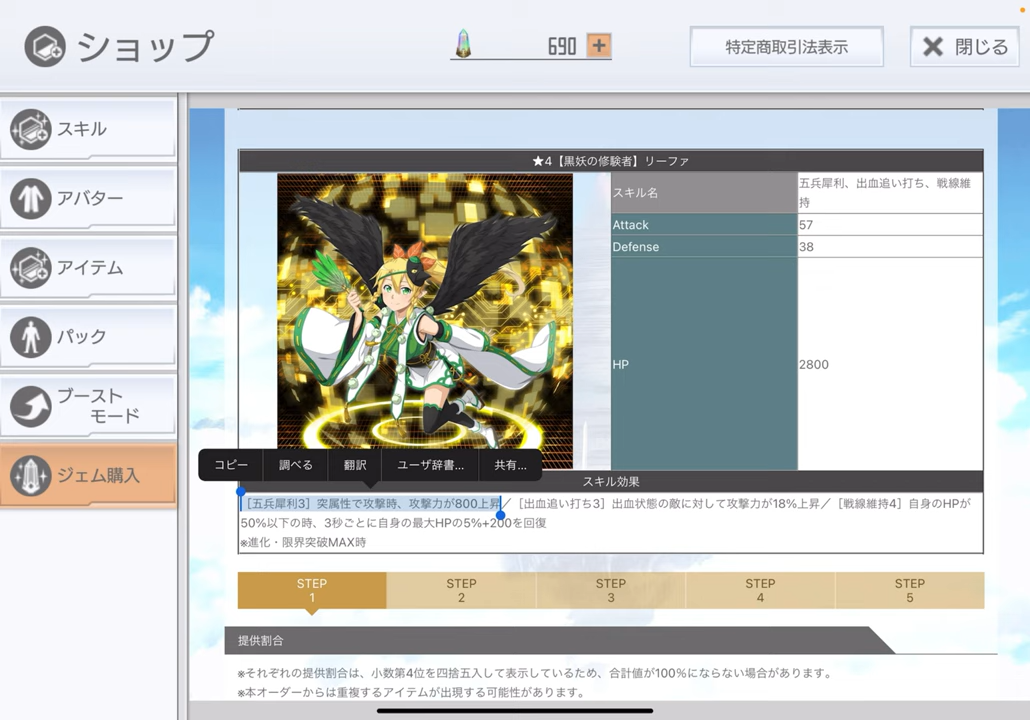 ショップ
690
特定商取引法表示
閉じる
スキル
アバター
アイテム
パック
ブースト
モード
ジェム購入
★4【黒妖の修験者】リーファ
スキル名
五兵犀利、出血追い打ち、戦線維
持
Attack
57
Defense
38
HP
2800
コピー
調べる
翻訳
ユーザ辞書...
共有...
スキル効果
［五兵犀利3］突属性で攻撃時、攻撃力が800上昇／［出血追い打ち3］出血状態の敵に対して攻撃力が18%上昇／［戦線維持4］自身のHPが
50%以下の時、3秒ごとに自身の最大HPの5%+200を回復
※進化・限界突破MAX時
STEP
1
STEP
2
STEP
3
STEP
4
STEP
5
提供割合
※それぞれの提供割合は、小数第4位を四捨五入して表示しているため、合計値が100%にならない場合があります。
※本オーダーからは重複するアイテムが出現する可能性があります。